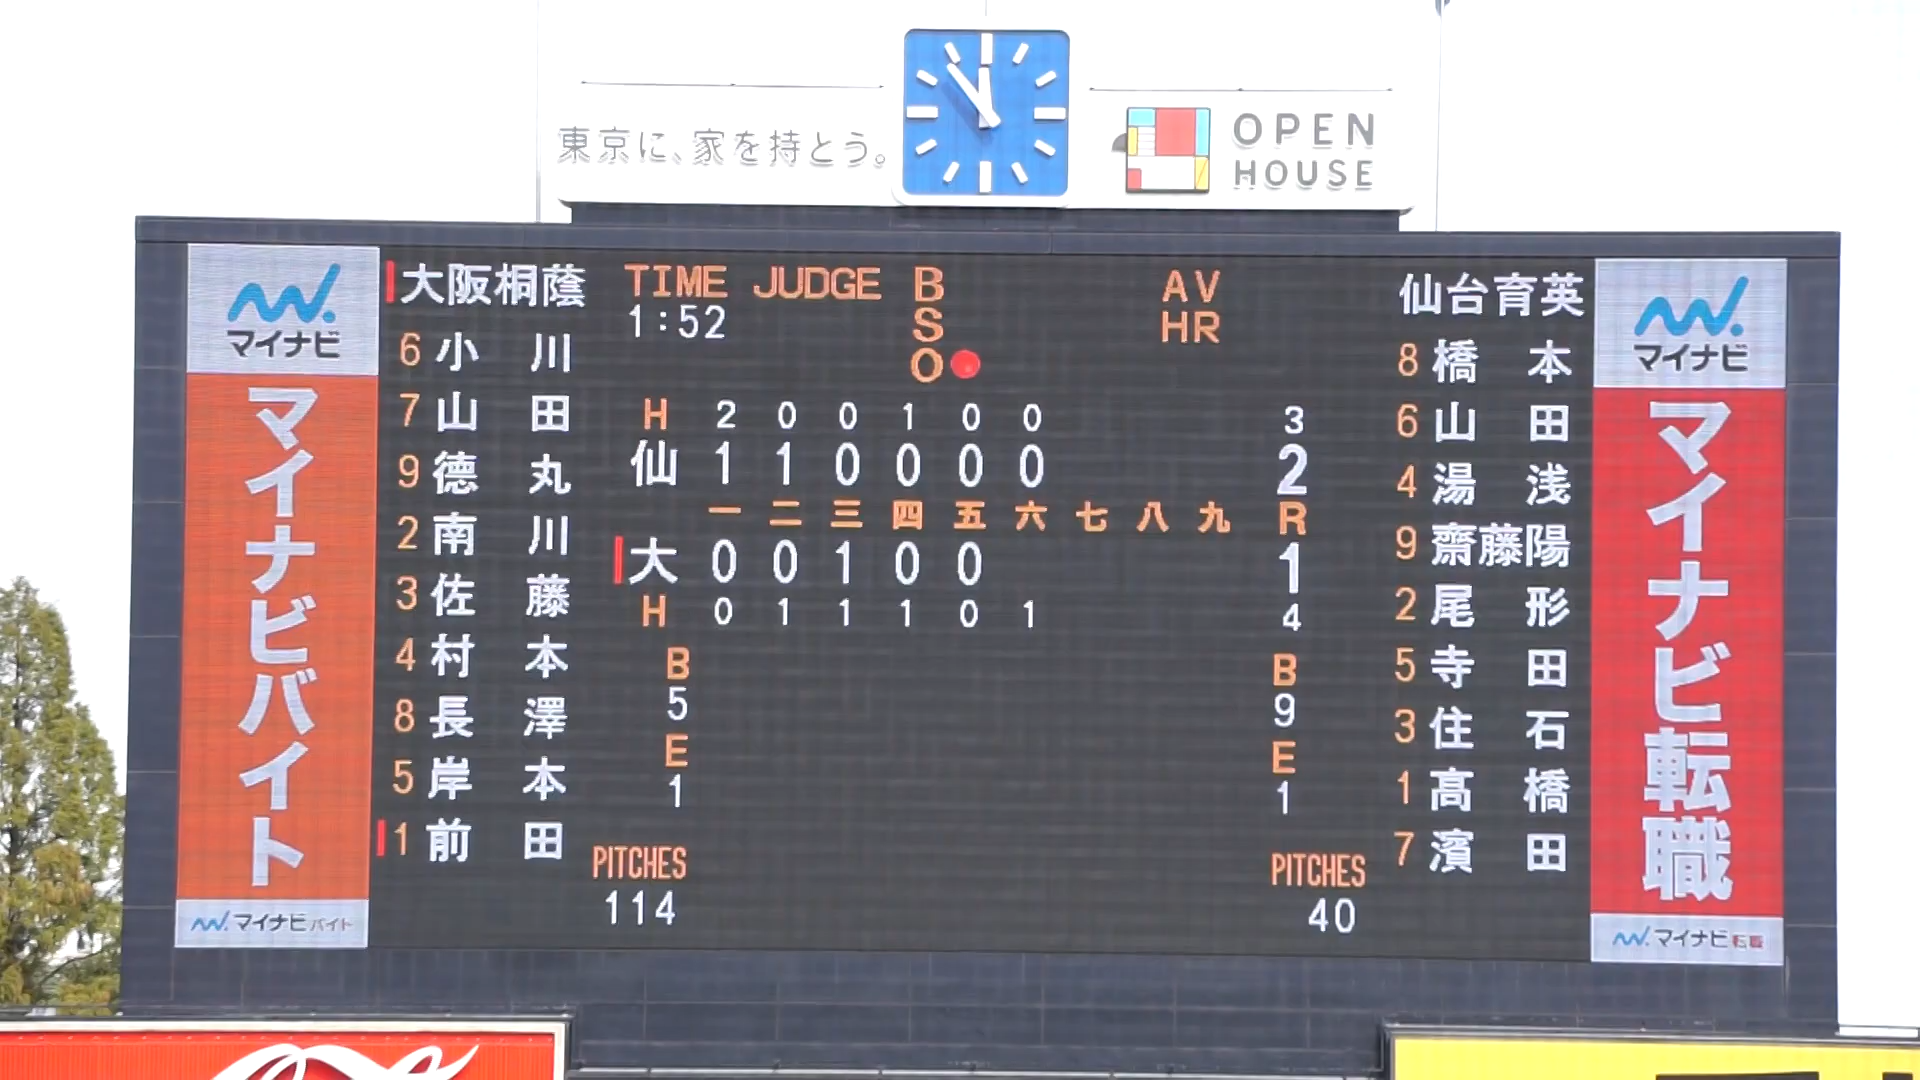 東京に、家を持とう。
OPEN
HOUSE
マイナビ
マイナビバイト
マイナビバイト
大阪桐蔭
6 小川
7 山田
9 德丸
2 南川
3 佐藤
4 村本
8 長澤
5 岸本
1 前田
TIME JUDGE
1:52
B
S
O
AV
HR
H 2 0 0 1 0 0 3
仙 1 1 0 0 0 0 2
一 二 三 四 五 六 七 八 九 R
大 0 0 1 0 0 1
H 0 1 1 1 0 1 4
B B
5 9
E E
1 1
PITCHES PITCHES
114 40
仙台育英
8 橋本
6 山田
4 湯浅
9 齋藤陽
2 尾形
5 寺田
3 住石
1 髙橋
7 濱田
マイナビ
マイナビ転職
マイナビ転職